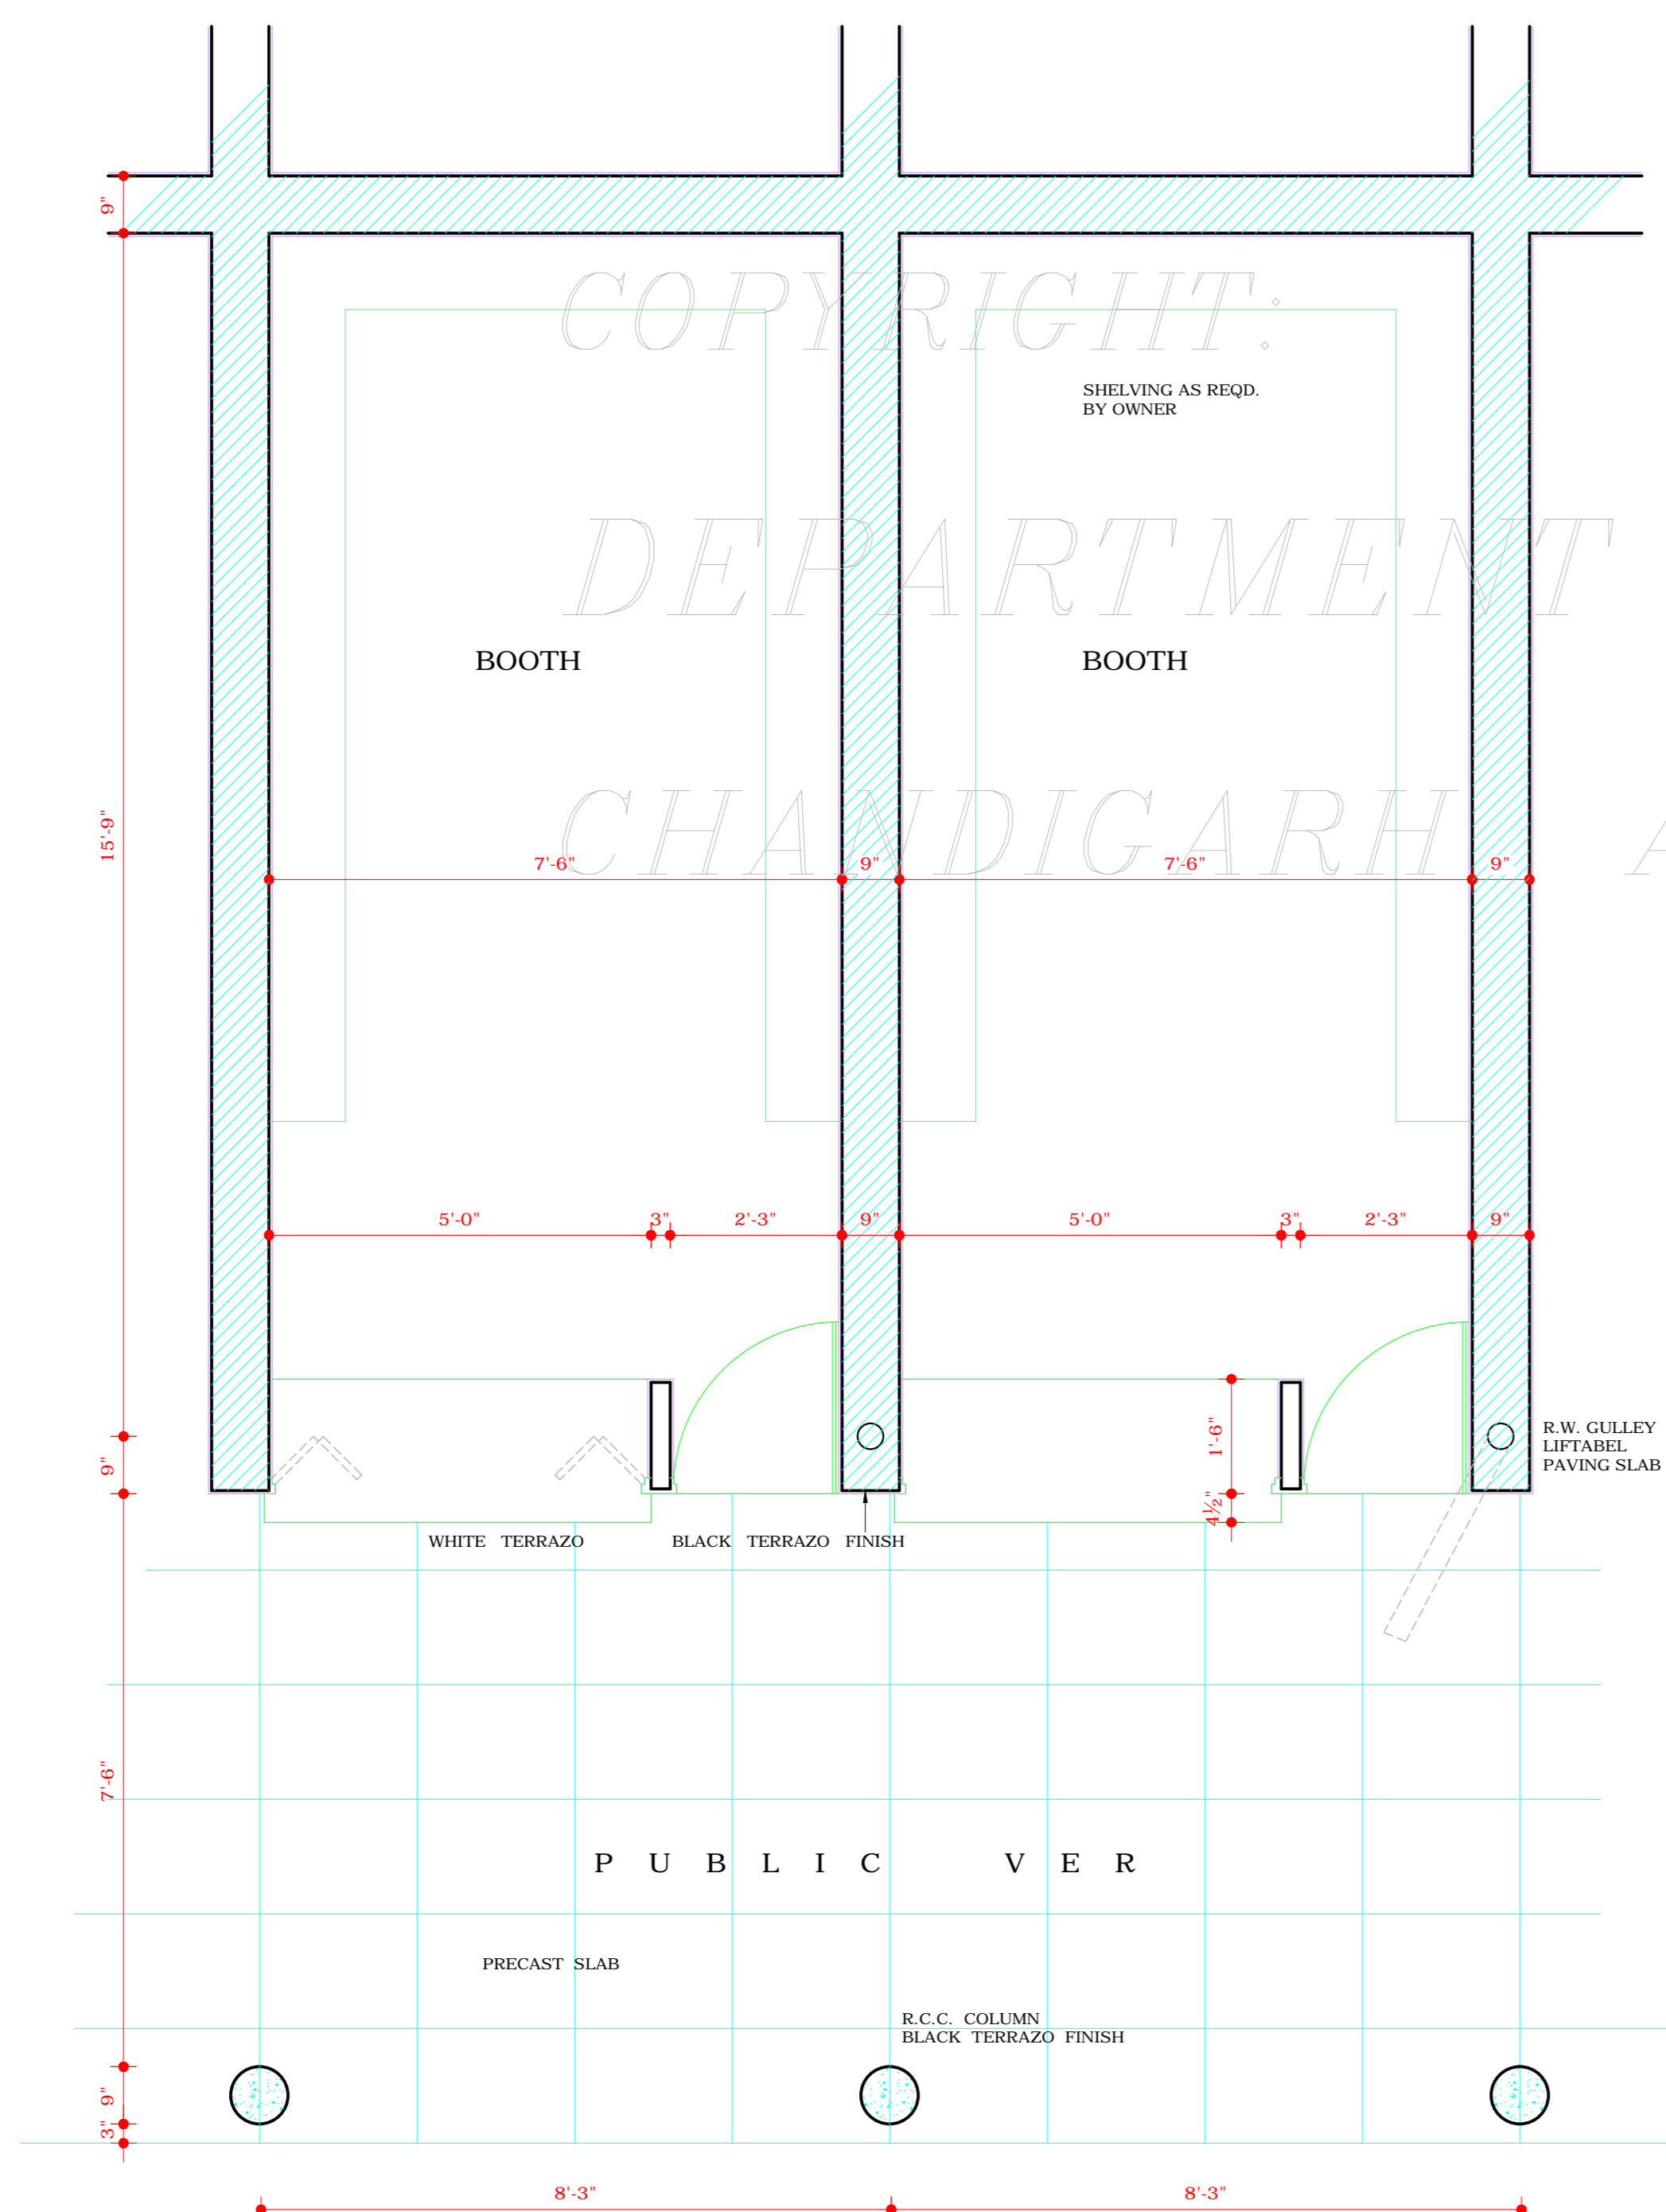 9"
COPYRIGHT:
SHELVING AS REQD.
BY OWNER
DEPARTMENT
BOOTH BOOTH
CHANDIGARH A
15'-9"
7'-6" 9" 7'-6" 9"
5'-0" 3" 2'-3" 9" 5'-0" 3" 2'-3" 9"
9"
1'-6"
4½"
R.W. GULLEY
LIFTABEL
PAVING SLAB
WHITE TERRAZO BLACK TERRAZO FINISH
7'-6"
PUBLIC VER
PRECAST SLAB
R.C.C. COLUMN
BLACK TERRAZO FINISH
9"
3"
8'-3" 8'-3"